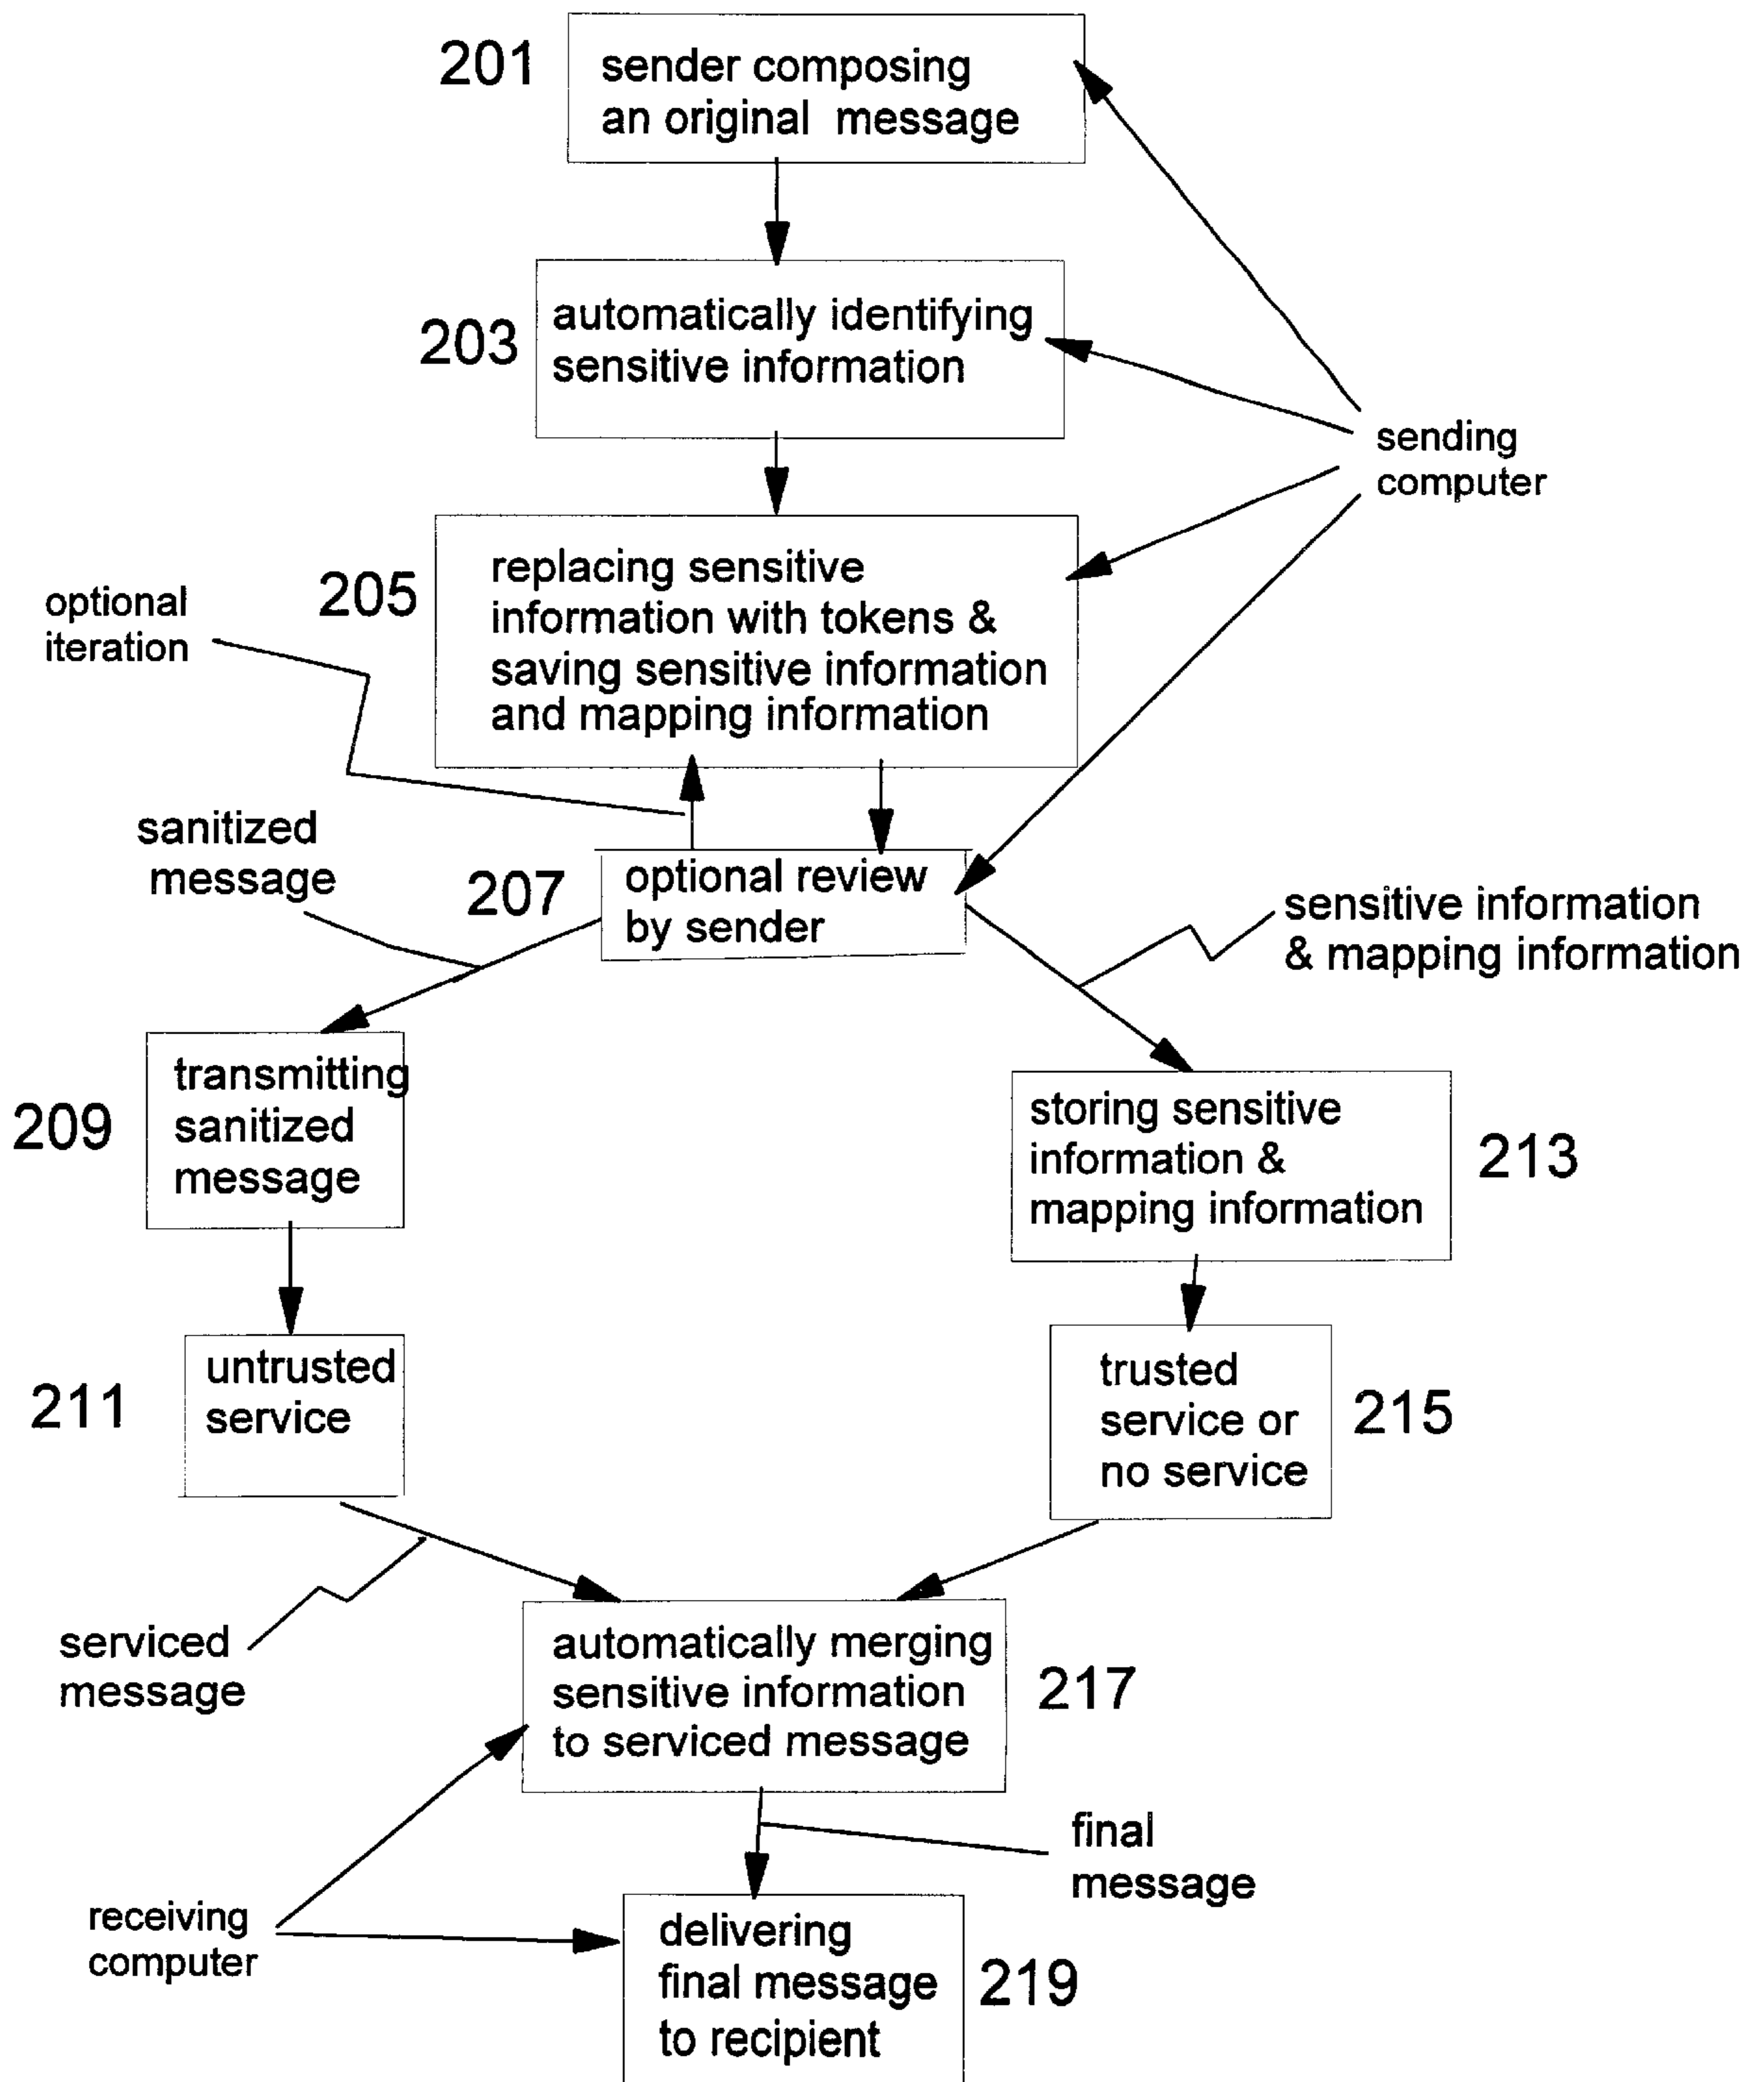 201
sender composing
an original message
203
automatically identifying
sensitive information
sending
computer
205
replacing sensitive
information with tokens &
saving sensitive information
and mapping information
optional
iteration
sanitized
message
207
optional review
by sender
sensitive information
& mapping information
209
transmitting
sanitized
message
storing sensitive
information &
mapping information
213
211
untrusted
service
trusted
service or
no service
215
serviced
message
automatically merging
sensitive information
to serviced message
217
final
message
receiving
computer
delivering
final message
to recipient
219